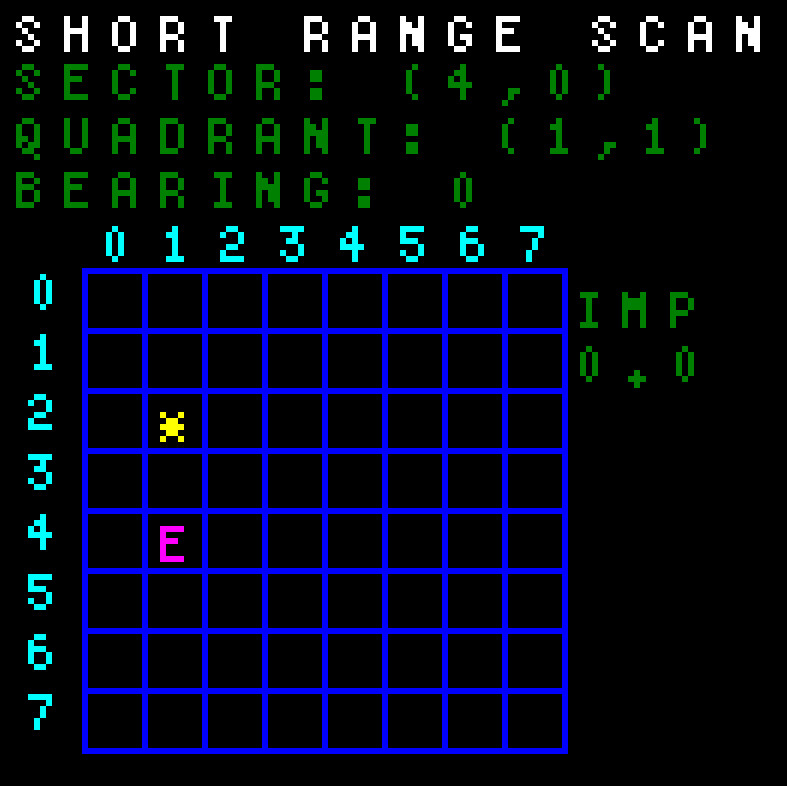 SHORT RANGE SCAN
SECTOR: (4,0)
QUADRANT: (1,1)
BEARING: 0
0 1 2 3 4 5 6 7
0
IMP
1
0.0
2 *
3
4 E
5
6
7